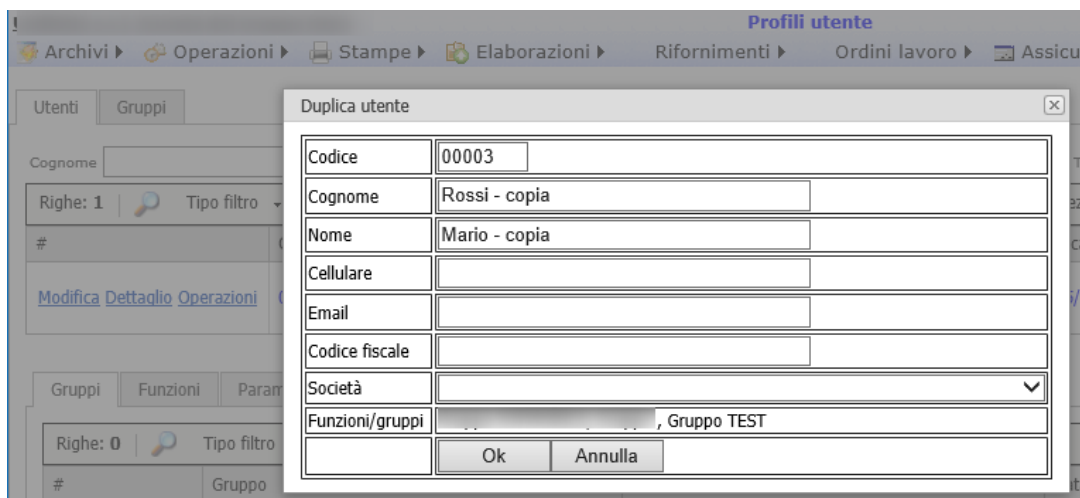 Profili utente
Archivi Operazioni Stampe Elaborazioni Rifornimenti Ordini lavoro Assicu
Utenti Gruppi
Cognome
Righe: 1 Tipo filtro
#
Modifica Dettaglio Operazioni
Gruppi Funzioni Param
Righe: 0 Tipo filtro
# Gruppo
Duplica utente
Codice 00003
Cognome Rossi - copia
Nome Mario - copia
Cellulare
Email
Codice fiscale
Società
Funzioni/gruppi , Gruppo TEST
Ok Annulla